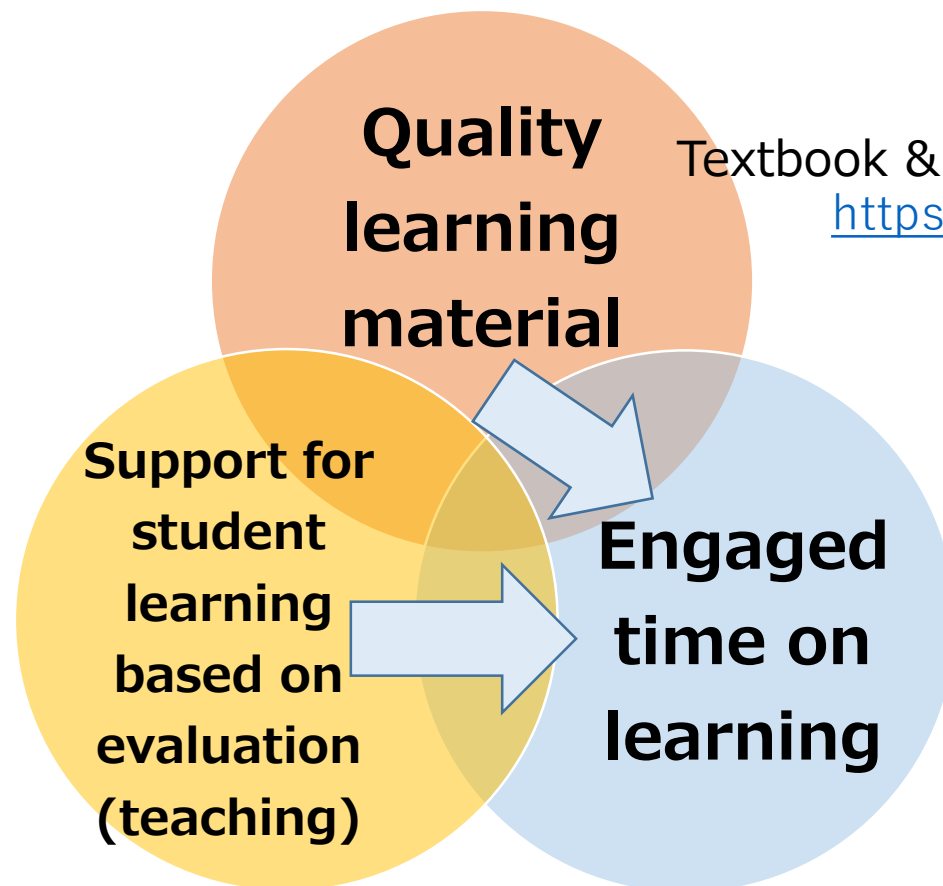 Quality
learning
material
Textbook &
https
Support for
student
learning
based on
evaluation
(teaching)
Engaged
time on
learning